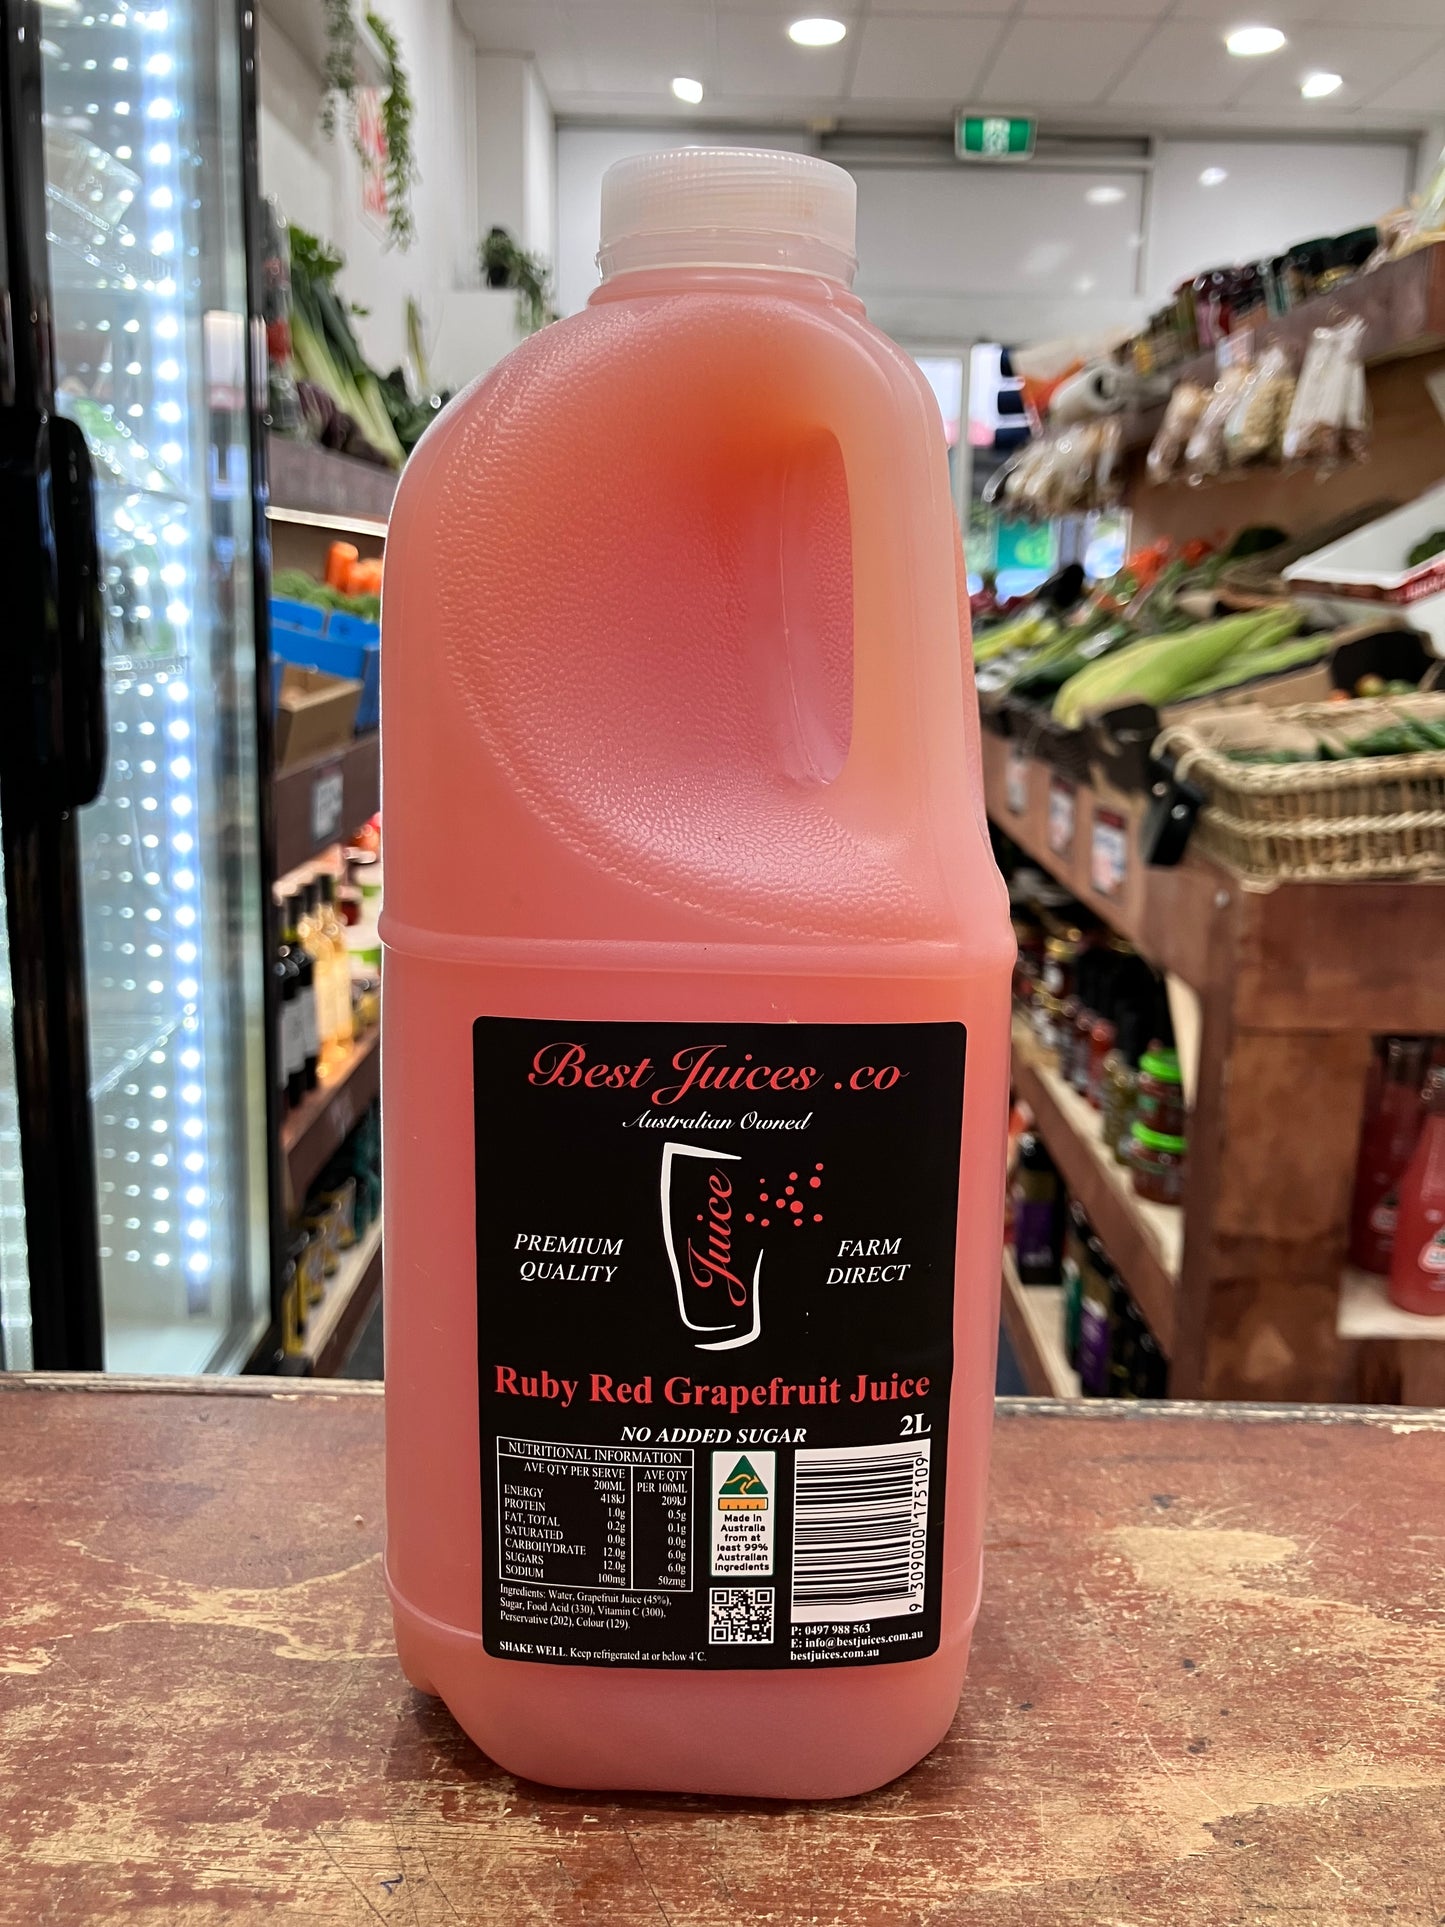 Best Juices .co
Australian Owned
Juice
PREMIUM
QUALITY
FARM
DIRECT
Ruby Red Grapefruit Juice
2L
NO ADDED SUGAR
NUTRITIONAL INFORMATION
AVE QTY PER SERVE AVE QTY
200ML PER 100ML
ENERGY 418kJ 209kJ
PROTEIN 1.0g 0.5g
FAT, TOTAL 0.2g 0.1g
SATURATED 0.0g 0.0g
CARBOHYDRATE 12.0g 6.0g
SUGARS 12.0g 6.0g
SODIUM 100mg 50zmg
Ingredients: Water, Grapefruit Juice (45%),
Sugar, Food Acid (330), Vitamin C (300),
Perservative (202), Colour (129).
SHAKE WELL. Keep refrigerated at or below 4°C.
Made in
Australia
from at
least 99%
Australian
ingredients
9 309000 175109
P: 0497 988 563
E: info@bestjuices.com.au
bestjuices.com.au